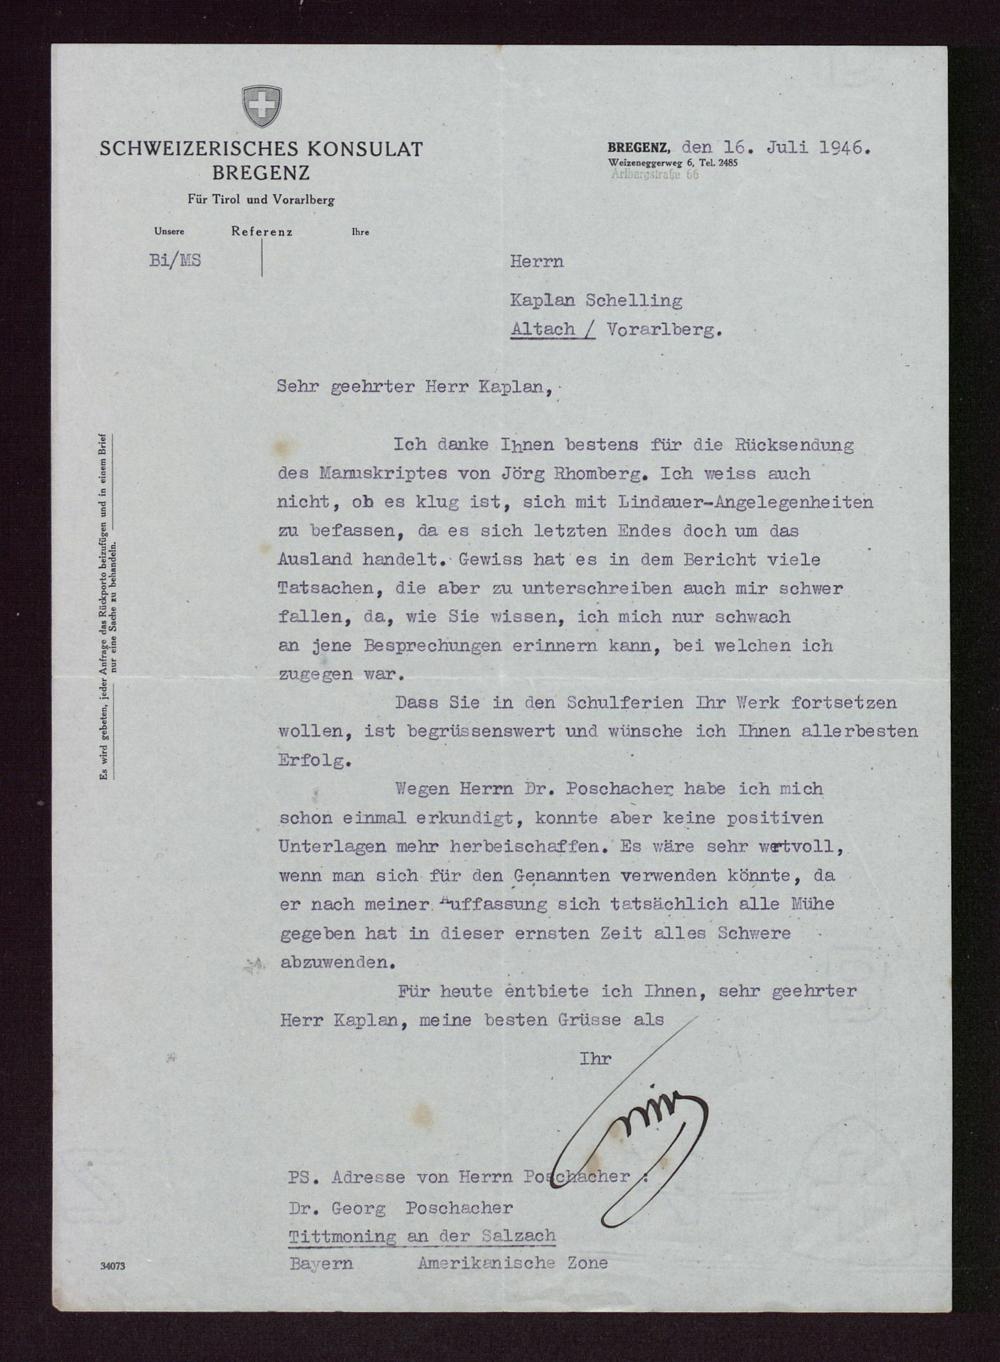 SCHWEIZERISCHES KONSULAT
BREGENZ
Für Tirol und Vorarlberg
Unsere Referenz Ihre
Bi/MS
BREGENZ, den 16. Juli 1946.
Weizeneggerweg 6, Tel. 2485
Arlbergstraße 66
Herrn
Kaplan Schelling
Altach / Vorarlberg.
Sehr geehrter Herr Kaplan,
Ich danke Ihnen bestens für die Rücksendung
des Manuskriptes von Jörg Rhomberg. Ich weiss auch
nicht, ob es klug ist, sich mit Lindauer-Angelegenheiten
zu befassen, da es sich letzten Endes doch um das
Ausland handelt. Gewiss hat es in dem Bericht viele
Tatsachen, die aber zu unterschreiben auch mir schwer
fallen, da, wie Sie wissen, ich mich nur schwach
an jene Besprechungen erinnern kann, bei welchen ich
zugegen war.
Dass Sie in den Schulferien Ihr Werk fortsetzen
wollen, ist begrüssenswert und wünsche ich Ihnen allerbesten
Erfolg.
Wegen Herrn Dr. Poschacher habe ich mich
schon einmal erkundigt, konnte aber keine positiven
Unterlagen mehr herbeischaffen. Es wäre sehr wertvoll,
wenn man sich für den Genannten verwenden könnte, da
er nach meiner Auffassung sich tatsächlich alle Mühe
gegeben hat in dieser ernsten Zeit alles Schwere
abzuwenden.
Für heute entbiete ich Ihnen, sehr geehrter
Herr Kaplan, meine besten Grüsse als
Ihr
PS. Adresse von Herrn Poschacher :
Dr. Georg Poschacher
Tittmoning an der Salzach
Bayern Amerikanische Zone
34073
Es wird gebeten, jeder Anfrage das Rückporto beizufügen und in einem Brief
nur eine Sache zu behandeln.